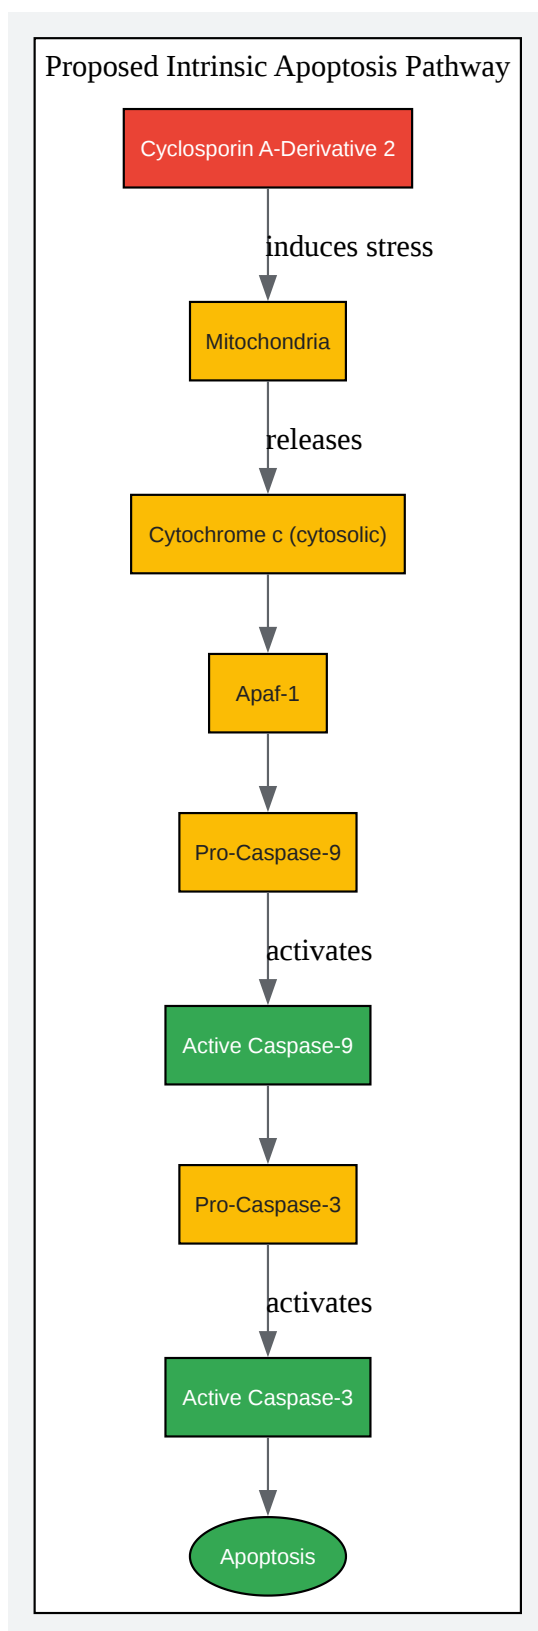 Proposed Intrinsic Apoptosis Pathway
Cyclosporin A-Derivative 2
induces stress
Mitochondria
releases
Cytochrome c (cytosolic)
Apaf-1
Pro-Caspase-9
activates
Active Caspase-9
Pro-Caspase-3
activates
Active Caspase-3
Apoptosis